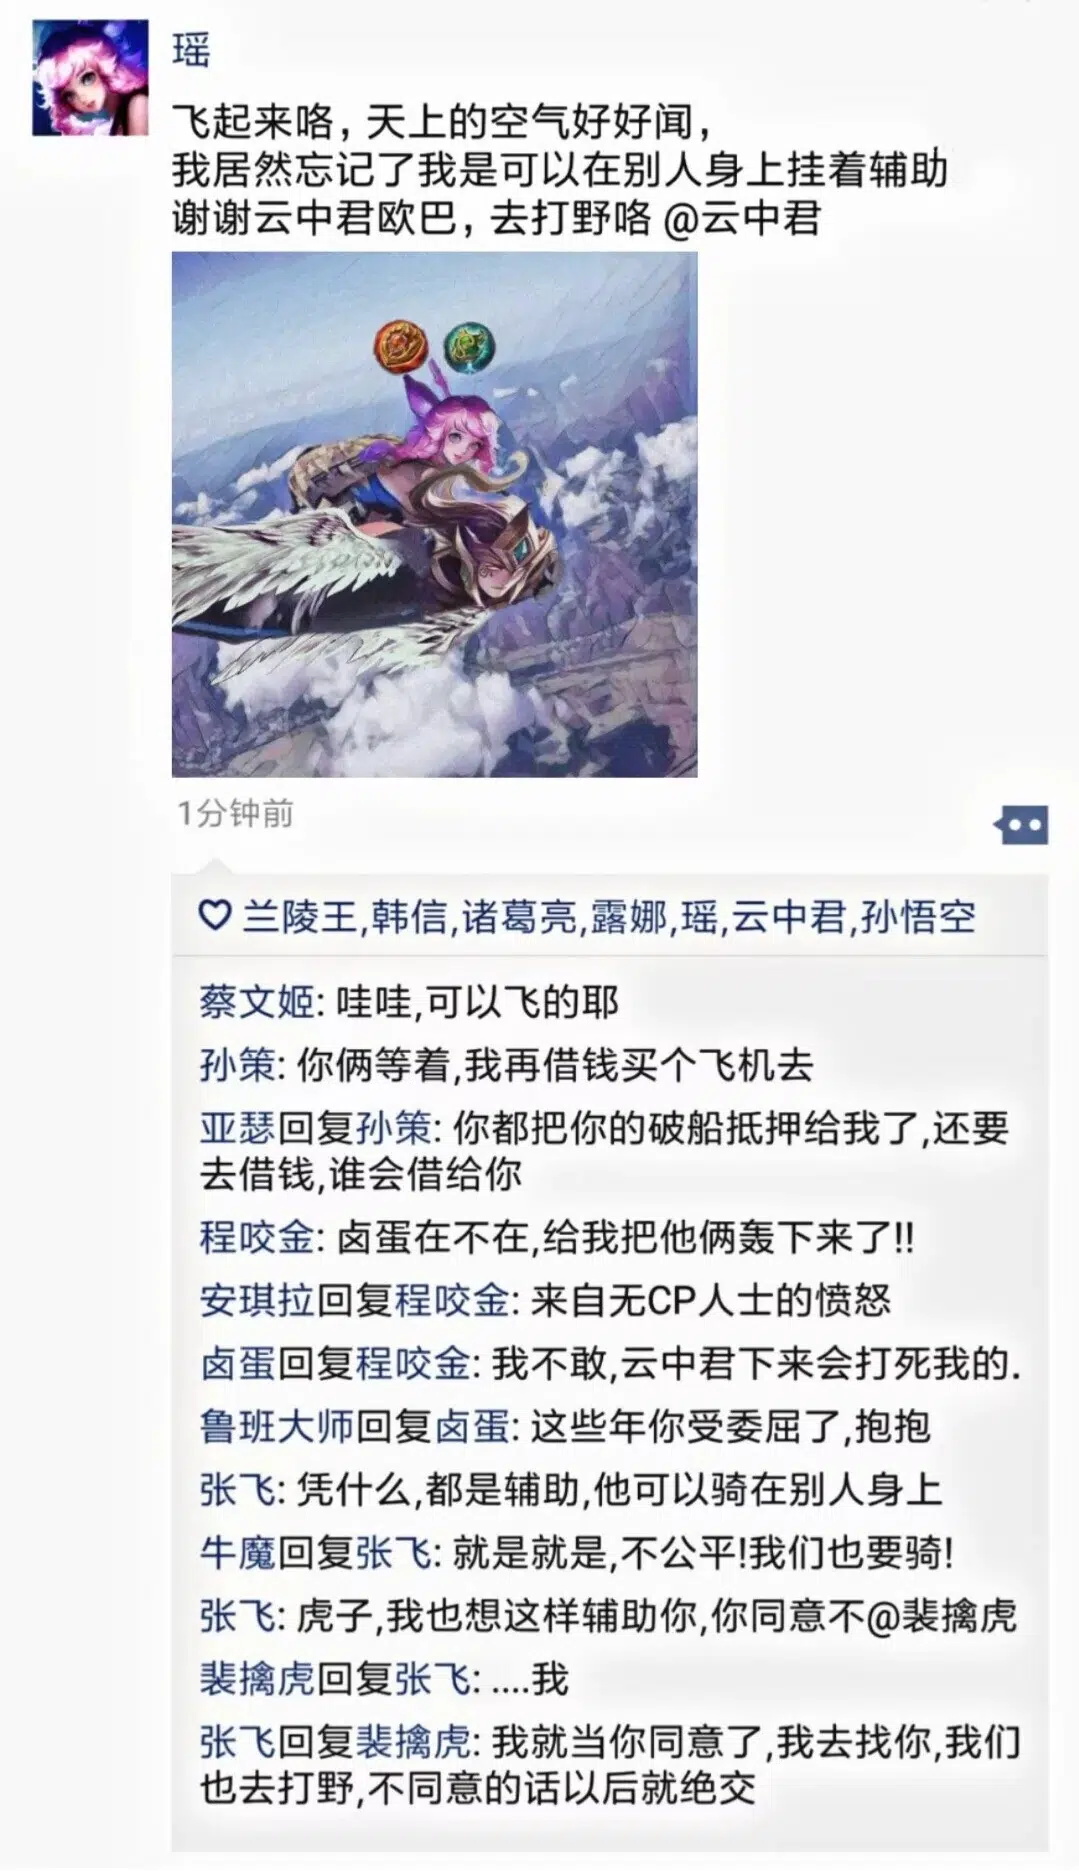 瑶
飞起来咯，天上的空气好好闻，
我居然忘记了我是可以在别人身上挂着辅助
谢谢云中君欧巴，去打野咯 @云中君
1分钟前
兰陵王,韩信,诸葛亮,露娜,瑶,云中君,孙悟空
蔡文姬: 哇哇,可以飞的耶
孙策: 你俩等着,我再借钱买个飞机去
亚瑟回复孙策: 你都把你的破船抵押给我了,还要
去借钱,谁会借给你
程咬金: 卤蛋在不在,给我把他俩轰下来了!!
安琪拉回复程咬金: 来自无CP人士的愤怒
卤蛋回复程咬金: 我不敢,云中君下来会打死我的.
鲁班大师回复卤蛋: 这些年你受委屈了,抱抱
张飞: 凭什么,都是辅助,他可以骑在别人身上
牛魔回复张飞: 就是就是,不公平!我们也要骑!
张飞: 虎子,我也想这样辅助你,你同意不@裴擒虎
裴擒虎回复张飞: ....我
张飞回复裴擒虎: 我就当你同意了,我去找你,我们
也去打野,不同意的话以后就绝交